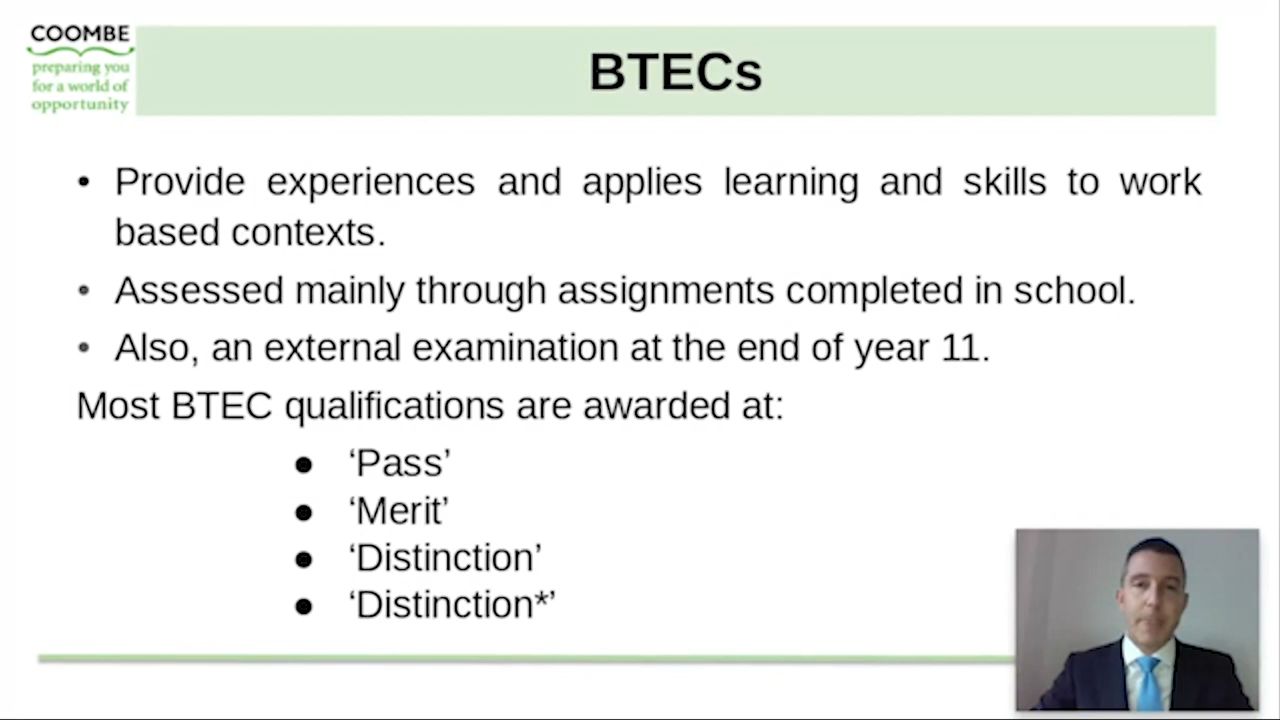 COOMBE
preparing you
for a world of
opportunity
BTECs
• Provide experiences and applies learning and skills to work
based contexts.
• Assessed mainly through assignments completed in school.
• Also, an external examination at the end of year 11.
Most BTEC qualifications are awarded at:
● ‘Pass’
● ‘Merit’
● ‘Distinction’
● ‘Distinction*’